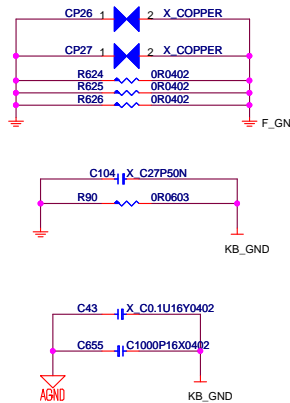 CP26 1 2 X_COPPER
CP27 1 2 X_COPPER
R624 0R0402
R625 0R0402
R626 0R0402
F_GN
C104 X_C27P50N
R90 0R0603
KB_GND
C43 X_C0.1U16Y0402
C655 C1000P16X0402
AGND
KB_GND